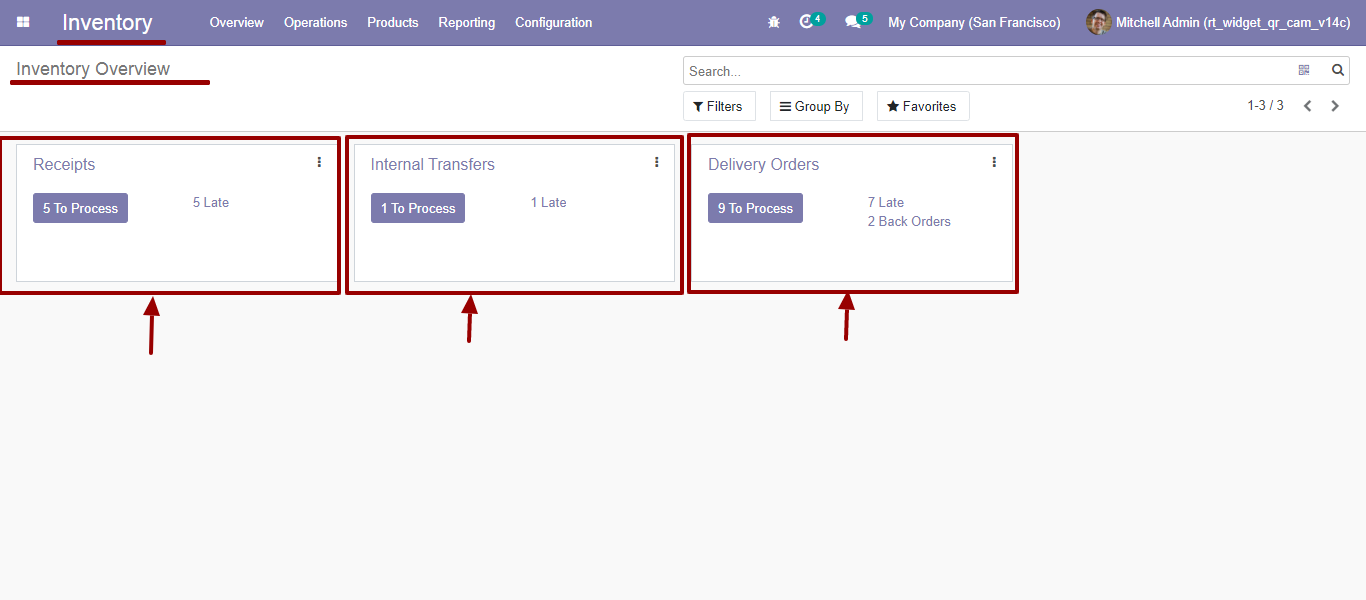 Inventory Overview Operations Products Reporting Configuration 4 5 My Company (San Francisco) Mitchell Admin (rt_widget_qr_cam_v14c)
Inventory Overview
Search...
Filters Group By Favorites 1-3 / 3
Receipts Internal Transfers Delivery Orders
5 To Process 5 Late 1 To Process 1 Late 9 To Process 7 Late
2 Back Orders